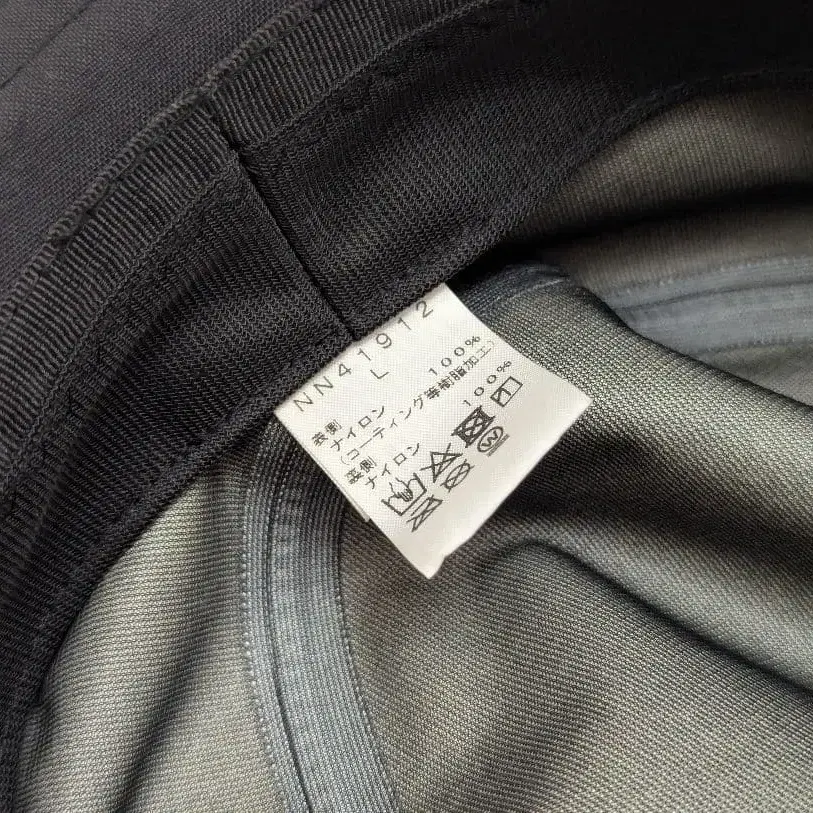 NN41912
L
表側
ナイロン 100%
(コーティング等樹脂加工)
裏側
ナイロン 100%
W